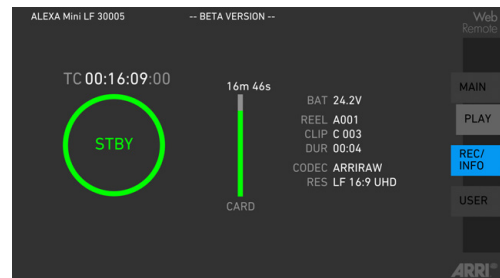 ALEXA Mini LF 30005 -- BETA VERSION -- Web
Remote
TC 00:16:09:00
16m 46s
MAIN
BAT 24.2V
PLAY
REEL A001
CLIP C 003
DUR 00:04
STBY
REC/
INFO
CODEC ARRIRAW
RES LF 16:9 UHD
USER
CARD
ARRI®